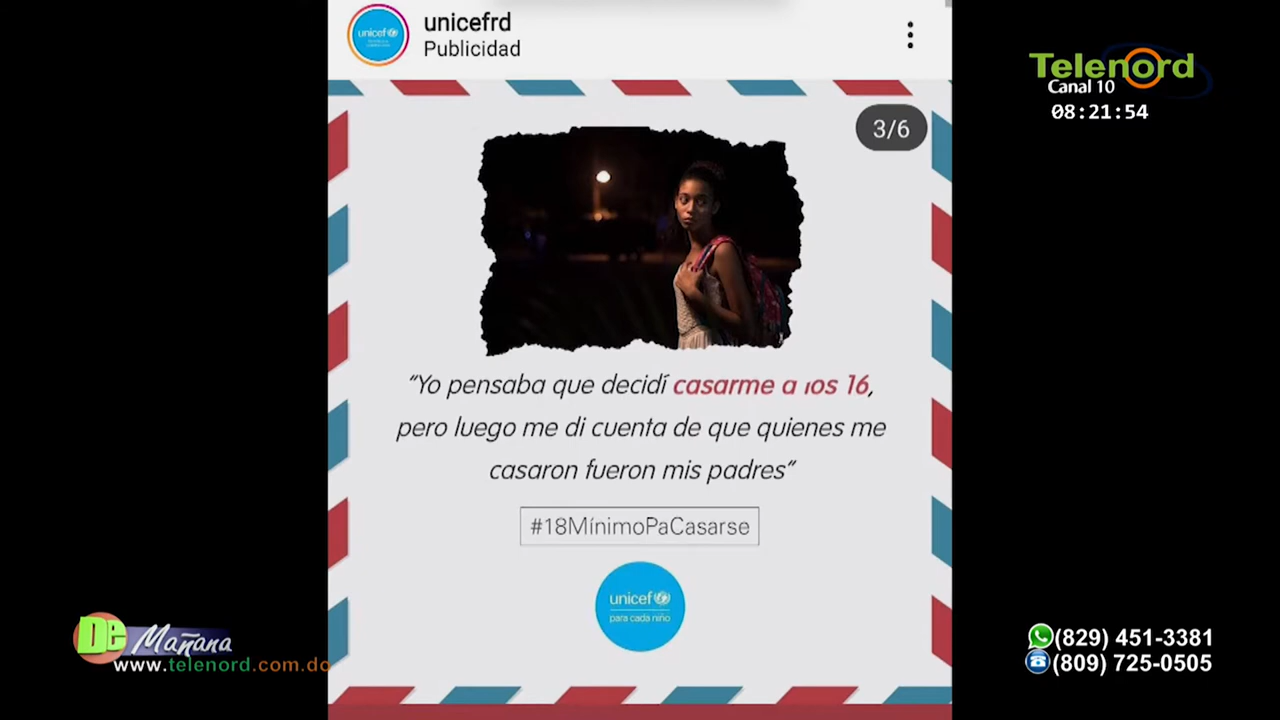 unicef
unicefrd
Publicidad
Telenord
Canal 10
08:21:54
3/6
“Yo pensaba que decidí casarme a los 16,
pero luego me di cuenta de que quienes me
casaron fueron mis padres”
#18MínimoPaCasarse
unicef
para cada niño
De Mañana
www.telenord.com.do
(829) 451-3381
(809) 725-0505